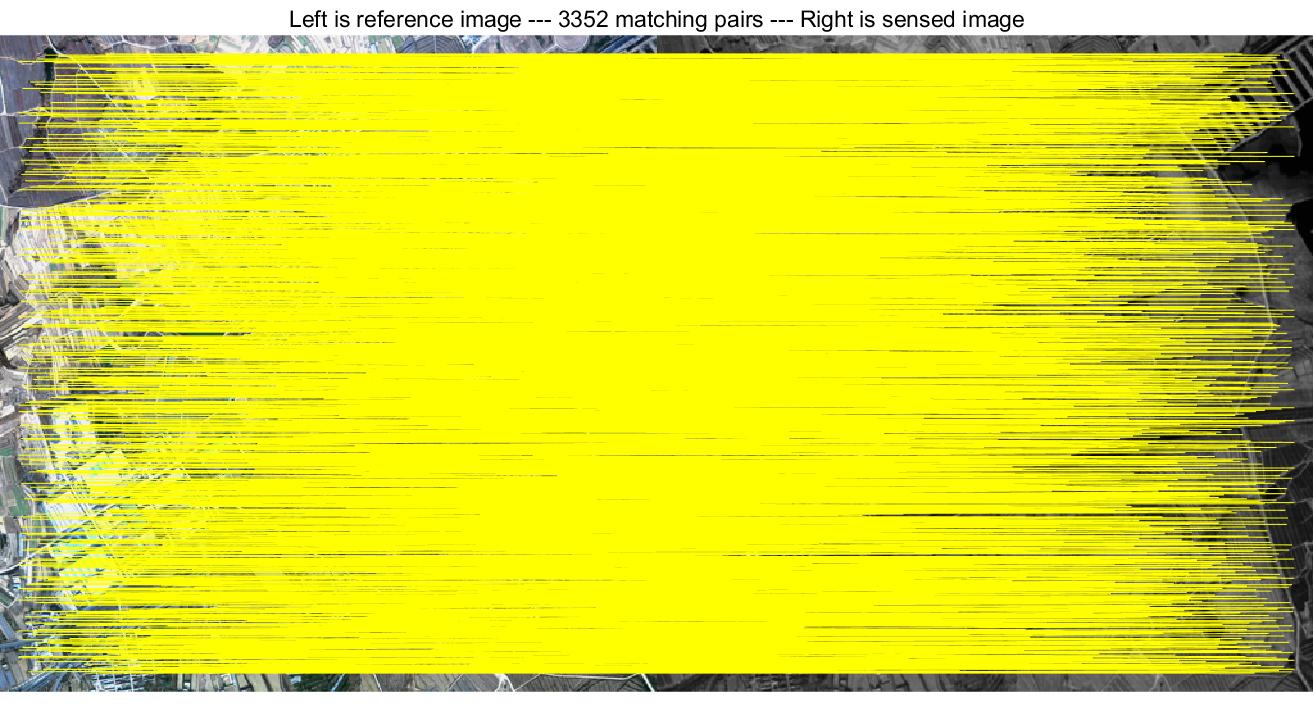 Left is reference image --- 3352 matching pairs --- Right is sensed image